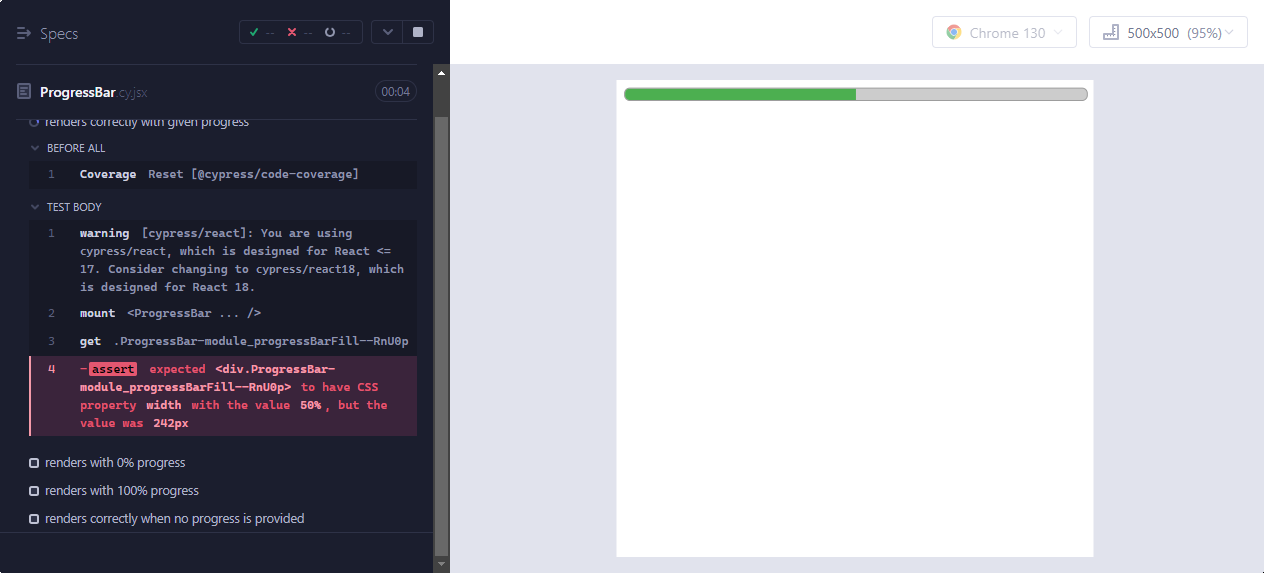 Specs
-- -- --
Chrome 130
500x500 (95%)
ProgressBar.cy.jsx
00:04
renders correctly with given progress
BEFORE ALL
1 Coverage Reset [@cypress/code-coverage]
TEST BODY
1 warning [cypress/react]: You are using
cypress/react, which is designed for React <=
17. Consider changing to cypress/react18, which
is designed for React 18.
2 mount <ProgressBar ... />
3 get .ProgressBar-module_progressBarFill--RnU0p
4 -assert expected <div.ProgressBar-
module_progressBarFill--RnU0p> to have CSS
property width with the value 50%, but the
value was 242px
renders with 0% progress
renders with 100% progress
renders correctly when no progress is provided